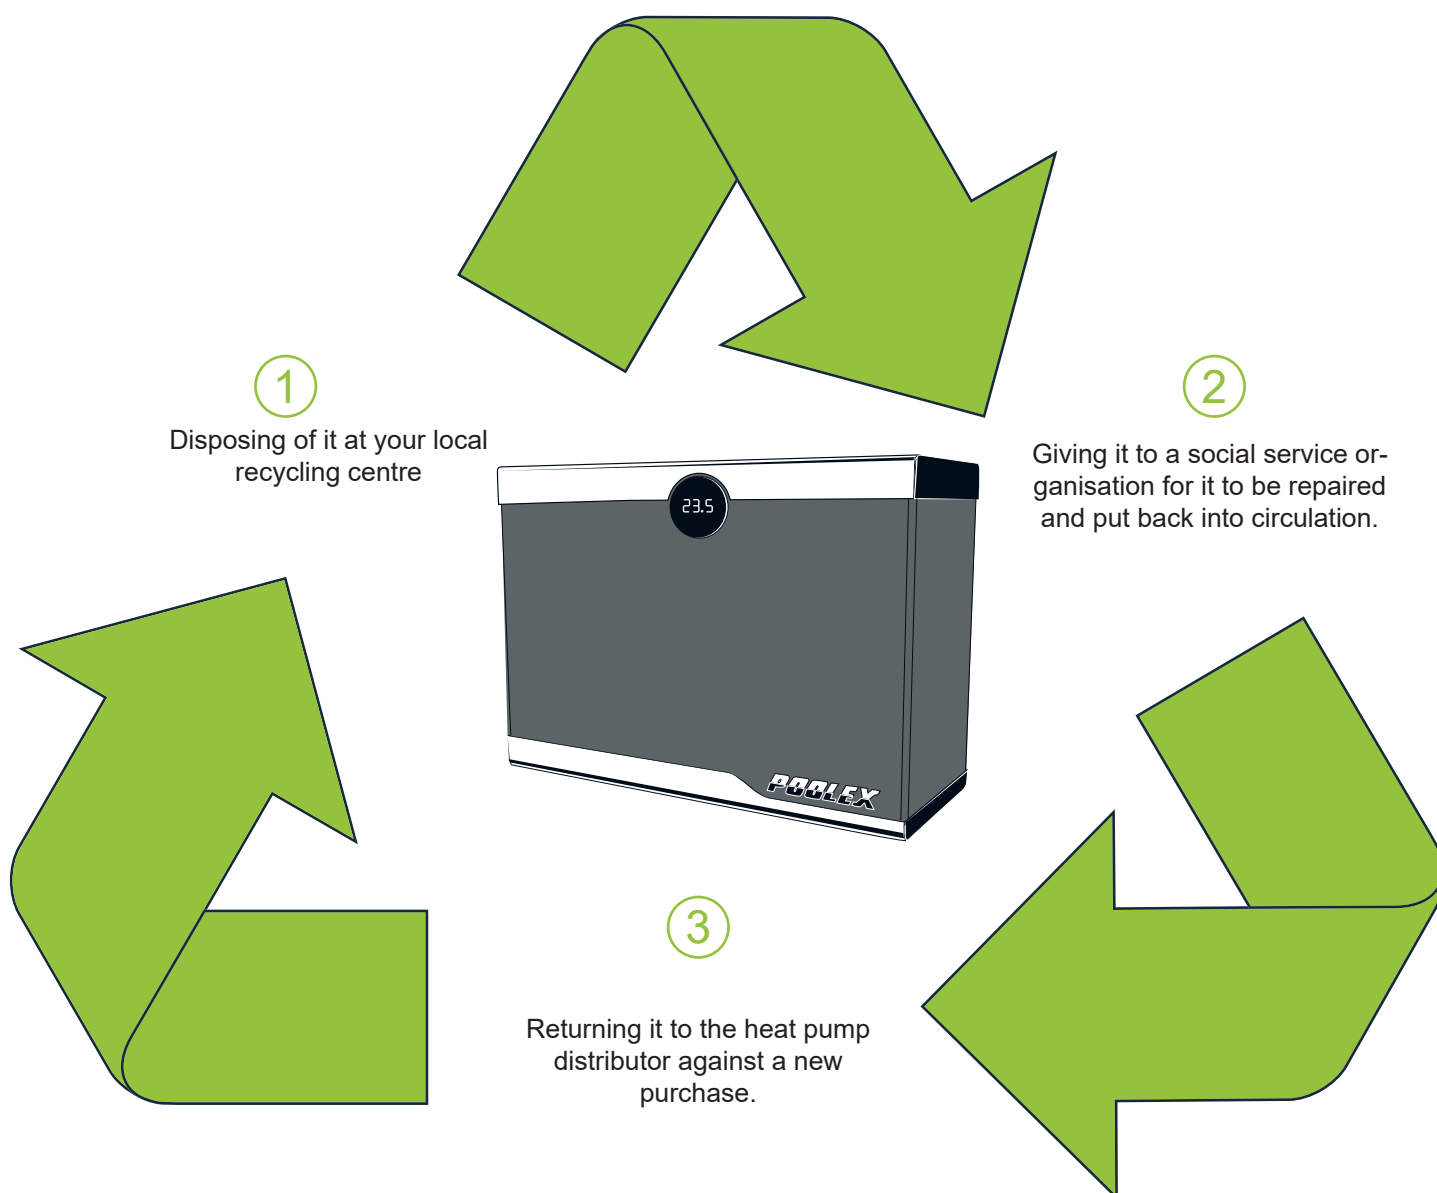 1
Disposing of it at your local
recycling centre
2
Giving it to a social service or-
ganisation for it to be repaired
and put back into circulation.
23.5
POOLEX
3
Returning it to the heat pump
distributor against a new
purchase.